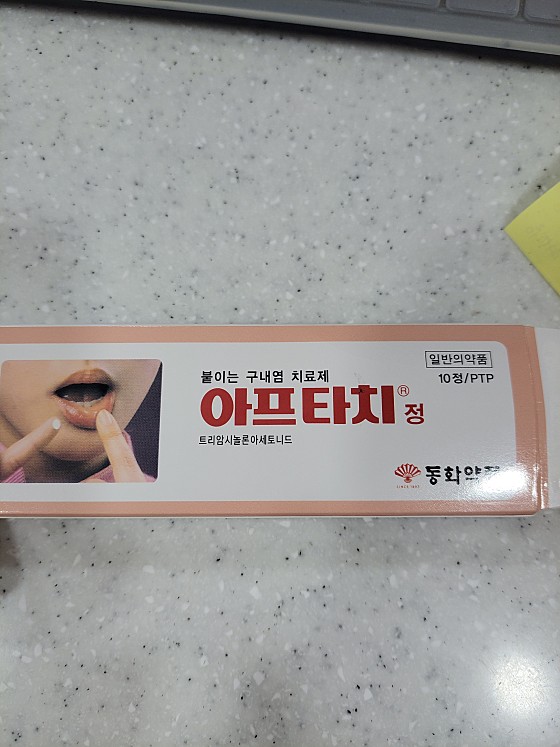 일반의약품
10정/PTP
붙이는 구내염 치료제
아프타치® 정
트리암시놀론아세토니드
동화약품